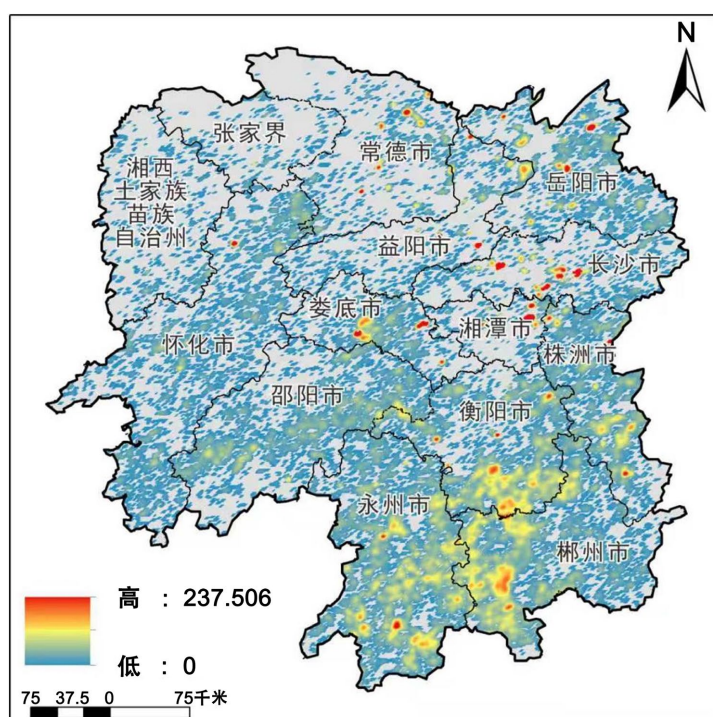 N
张家界
湘西
土家族
苗族
自治州
常德市
岳阳市
益阳市
长沙市
娄底市
湘潭市
怀化市
株洲市
邵阳市
衡阳市
永州市
郴州市
高 : 237.506
低 : 0
75 37.5 0 75千米